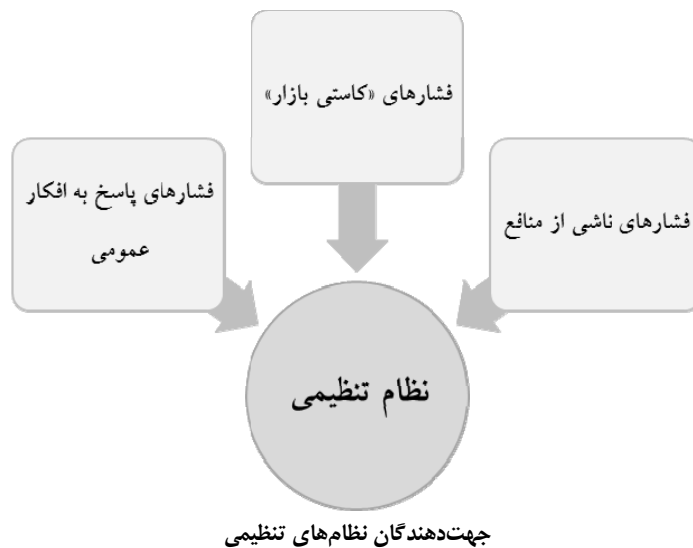 فشارهای «کاستی بازار»
فشارهای پاسخ به افکار
عمومی
فشارهای ناشی از منافع
نظام تنظیمی
جهت‌دهندگان نظام‌های تنظیمی